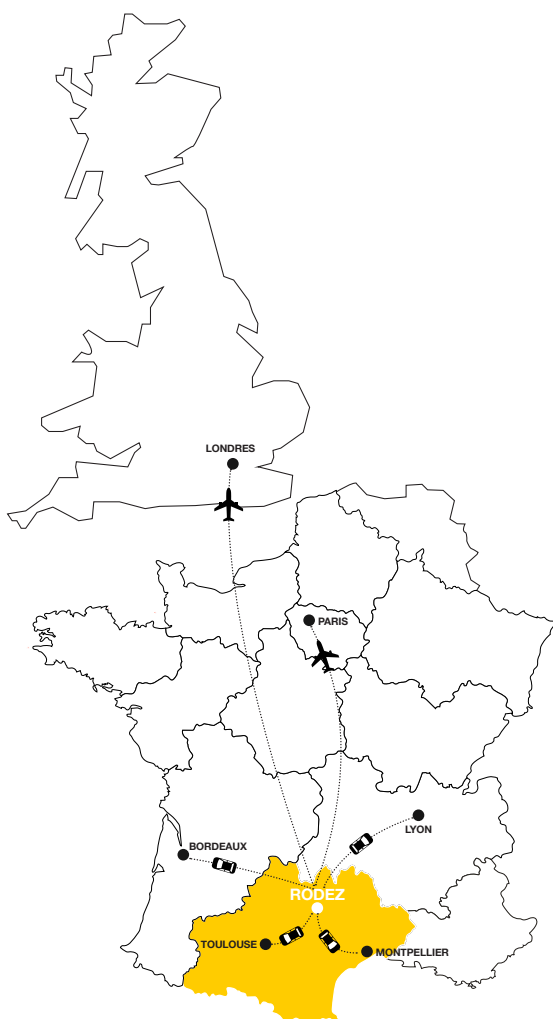 LONDRES
PARIS
LYON
BORDEAUX
RODEZ
TOULOUSE
MONTPELLIER